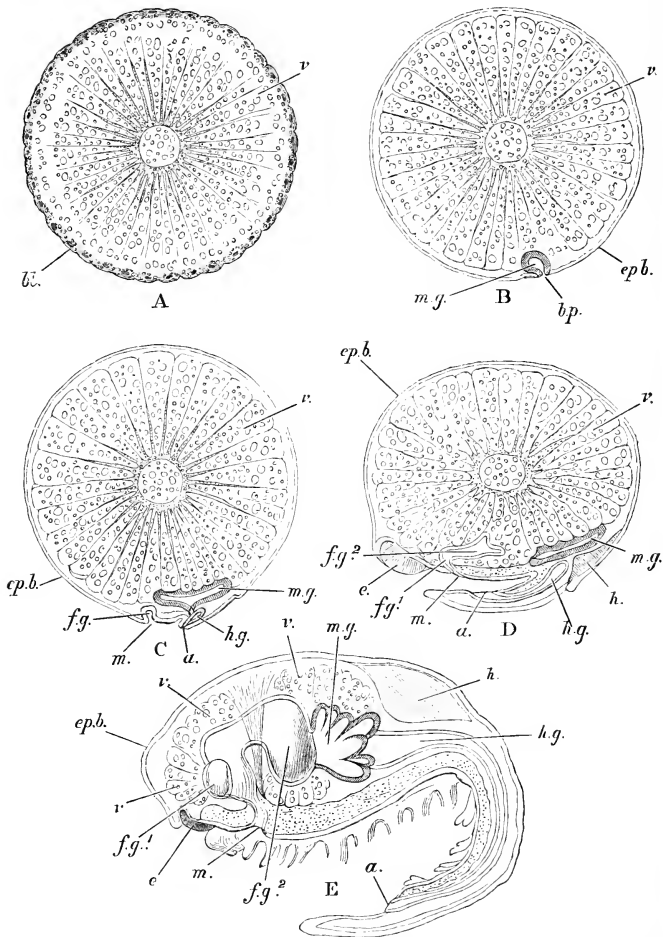 v
bl.
A
v.
ep b.
m.g.
b.p.
B
ep.b.
v.
ep.b.
f.g.
m.
C
a.
h.g.
m.g.
v.
f.g.²
e.
f.g.¹
m.
a.
D
h.g.
h.
m.g.
v.
m.g.
v.
h.
ep.b.
h.g.
v
f.g.¹
e
m.
f.g.²
E
a.